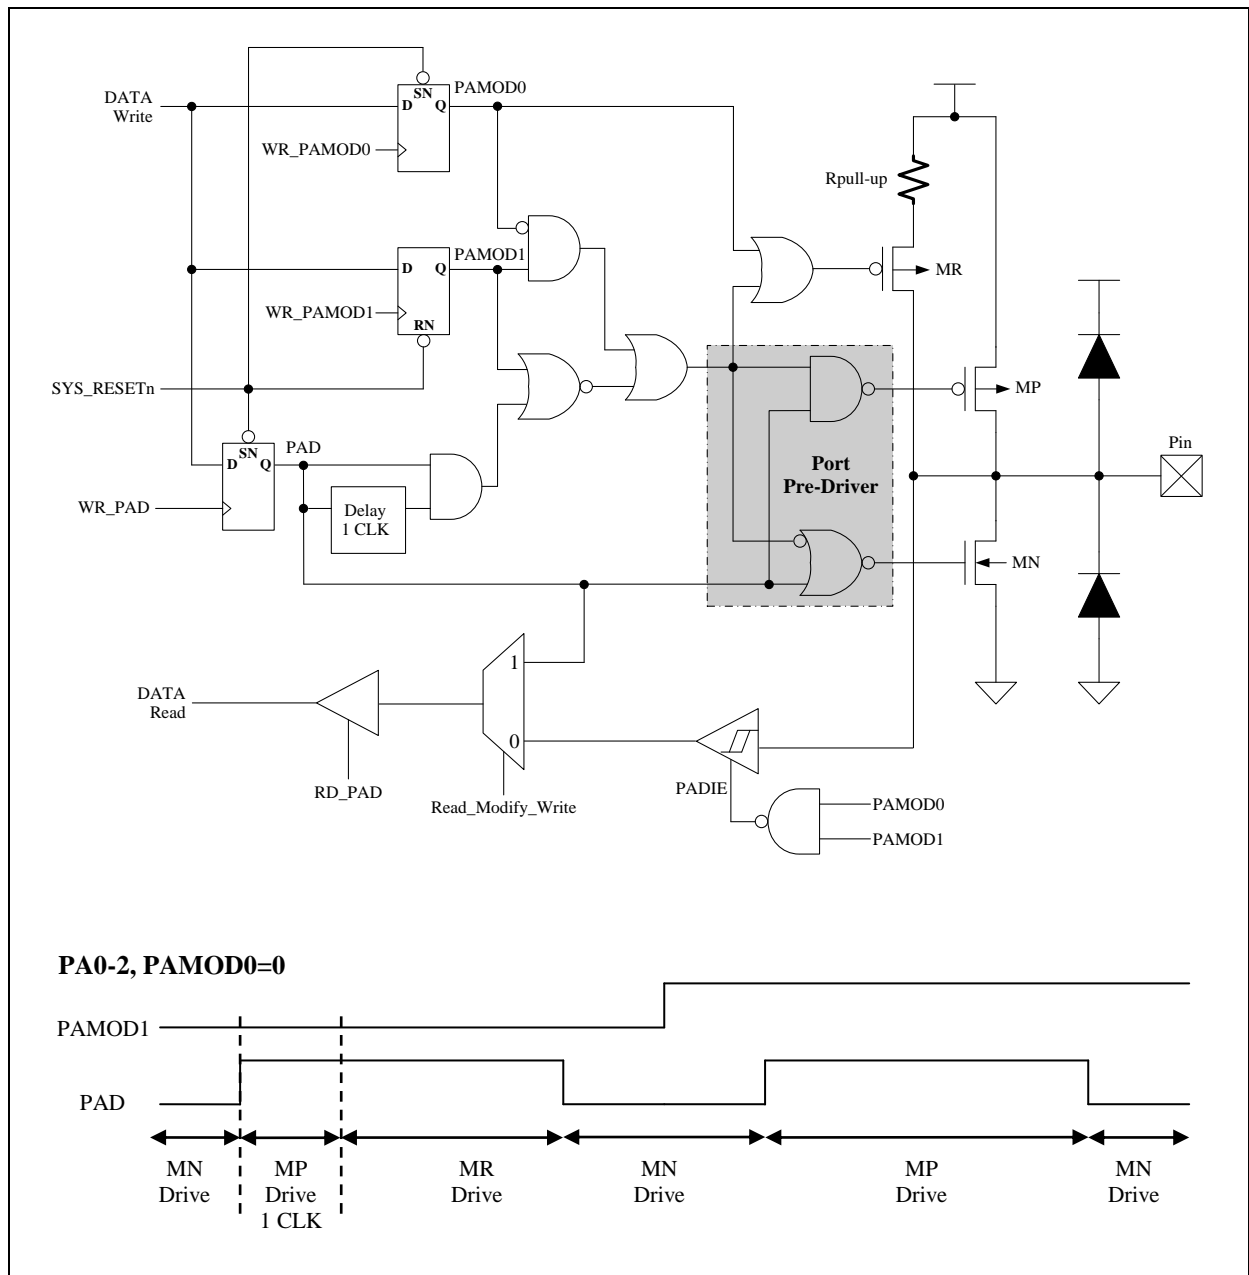 PAMOD0
DATA
Write
SN
D
Q
WR_PAMOD0
Rpull-up
PAMOD1
D
Q
MR
WR_PAMOD1
RN
SYS_RESETn
MP
PAD
SN
D
Q
Port
Pre-Driver
Pin
WR_PAD
Delay
1 CLK
MN
1
DATA
Read
0
RD_PAD
Read_Modify_Write
PADIE
PAMOD0
PAMOD1
PA0-2, PAMOD0=0
PAMOD1
PAD
MN
Drive
MP
Drive
1 CLK
MR
Drive
MN
Drive
MP
Drive
MN
Drive